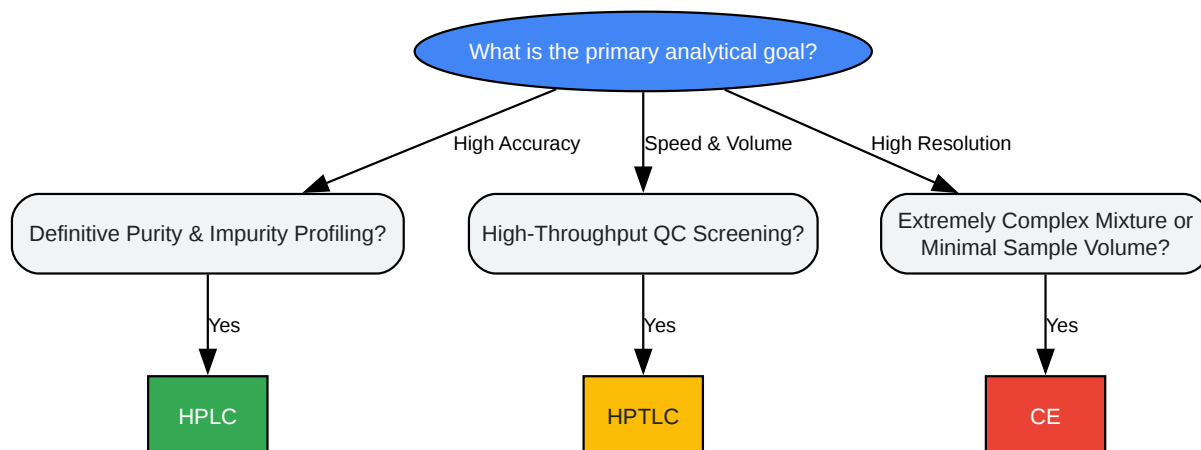 What is the primary analytical goal?
High Accuracy
Speed & Volume
High Resolution
Definitive Purity & Impurity Profiling?
High-Throughput QC Screening?
Extremely Complex Mixture or
Minimal Sample Volume?
Yes
Yes
Yes
HPLC
HPTLC
CE